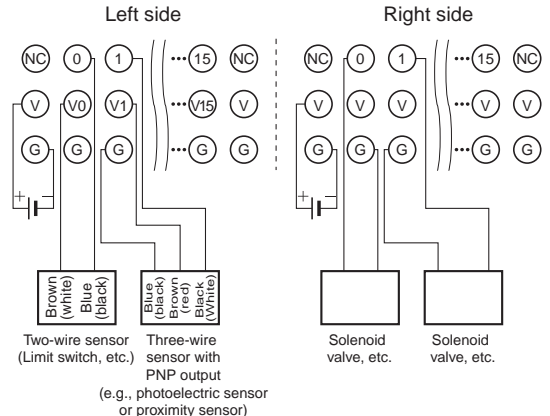 Left side
Right side
NC 0 1 ···15 NC
NC 0 1 ···15 NC
V V0 V1 ···V15 V
V V V ···V V
G G G ···G G
G G G ···G G
+ −
+ −
Brown (white)
Blue (black)
Blue (black)
Brown (red)
Black (White)
Two-wire sensor
(Limit switch, etc.)
Three-wire
sensor with
PNP output
(e.g., photoelectric sensor
or proximity sensor)
Solenoid
valve, etc.
Solenoid
valve, etc.